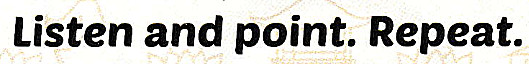 Listen and point. Repeat.